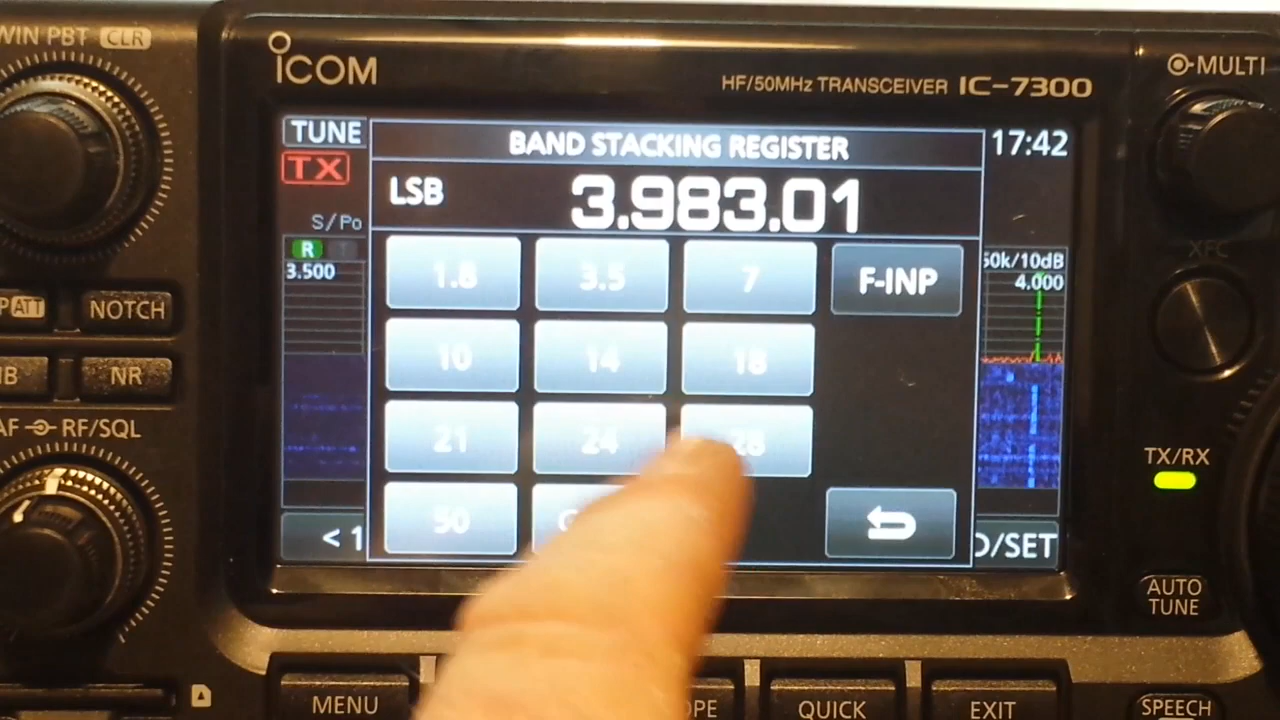 WIN PBT CLR
ICOM
HF/50MHz TRANSCEIVER IC-7300
MULTI
TUNE
BAND STACKING REGISTER
17:42
TX
LSB
3.983.01
S/Po
R
3.500
1.8
3.5
7
F-INP
50k/10dB
4.000
XFC
P.ATT
NOTCH
10
14
18
NR
21
24
28
AF
RF/SQL
TX/RX
50
< 1
/SET
AUTO
TUNE
MENU
QUICK
EXIT
SPEECH